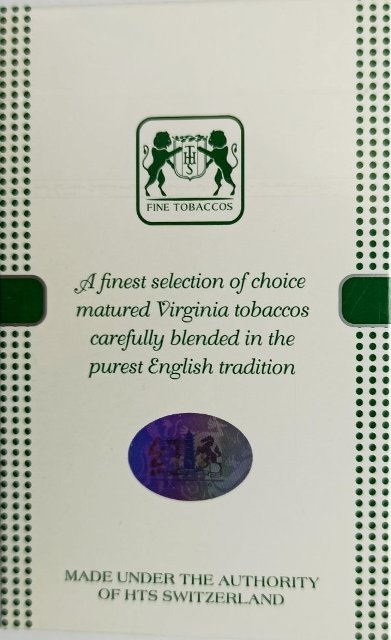 HTS
FINE TOBACCOS
A finest selection of choice
matured Virginia tobaccos
carefully blended in the
purest English tradition
MADE UNDER THE AUTHORITY
OF HTS SWITZERLAND